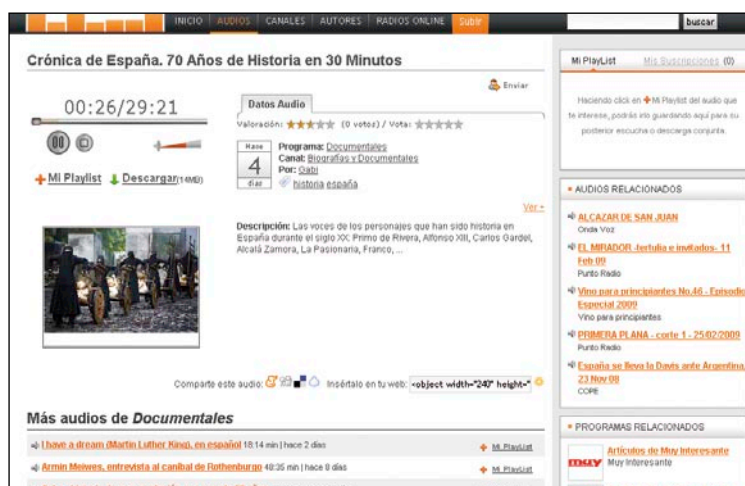 INICIO AUDIOS CANALES AUTORES RADIOS ONLINE Subir buscar
Crónica de España. 70 Años de Historia en 30 Minutos
Enviar
00:26/29:21
Mi Playlist Descargar(14MB)
Datos Audio
Valoración: (0 votos) / Vota:
Hace
4
días
Programa: Documentales
Canal: Biografías y Documentales
Por: Gabi
historia españa
Ver
Descripción: Las voces de los personajes que han sido historia en
España durante el siglo XX: Primo de Rivera, Alfonso XIII, Carlos Gardel,
Alcalá Zamora, La Pasionaria, Franco, ...
Comparte este audio: Insértalo en tu web: <object width="240" height="
Más audios de Documentales
I have a dream (Martin Luther King), en español 18:14 min | hace 2 días Mi PlayList
Armin Meiwes, entrevista al caníbal de Rothenburgo 48:35 min | hace 8 días Mi PlayList
Mi PlayList Mis Suscripciones (0)
Haciendo click en Mi Playlist del audio que
te interese, podrás irlo guardando aquí para su
posterior escucha o descarga conjunta.
AUDIOS RELACIONADOS
ALCAZAR DE SAN JUAN
Onda Voz
EL MIRADOR -tertulia e invitados- 11
Feb 09
Punto Radio
Vino para principiantes No.46 - Episodio
Especial 2009
Vino para principiantes
PRIMERA PLANA - corte 1 - 25/02/2009
Punto Radio
España se lleva la Davis ante Argentina,
23 Nov 08
COPE
PROGRAMAS RELACIONADOS
muy
Artículos de Muy Interesante
Muy Interesante